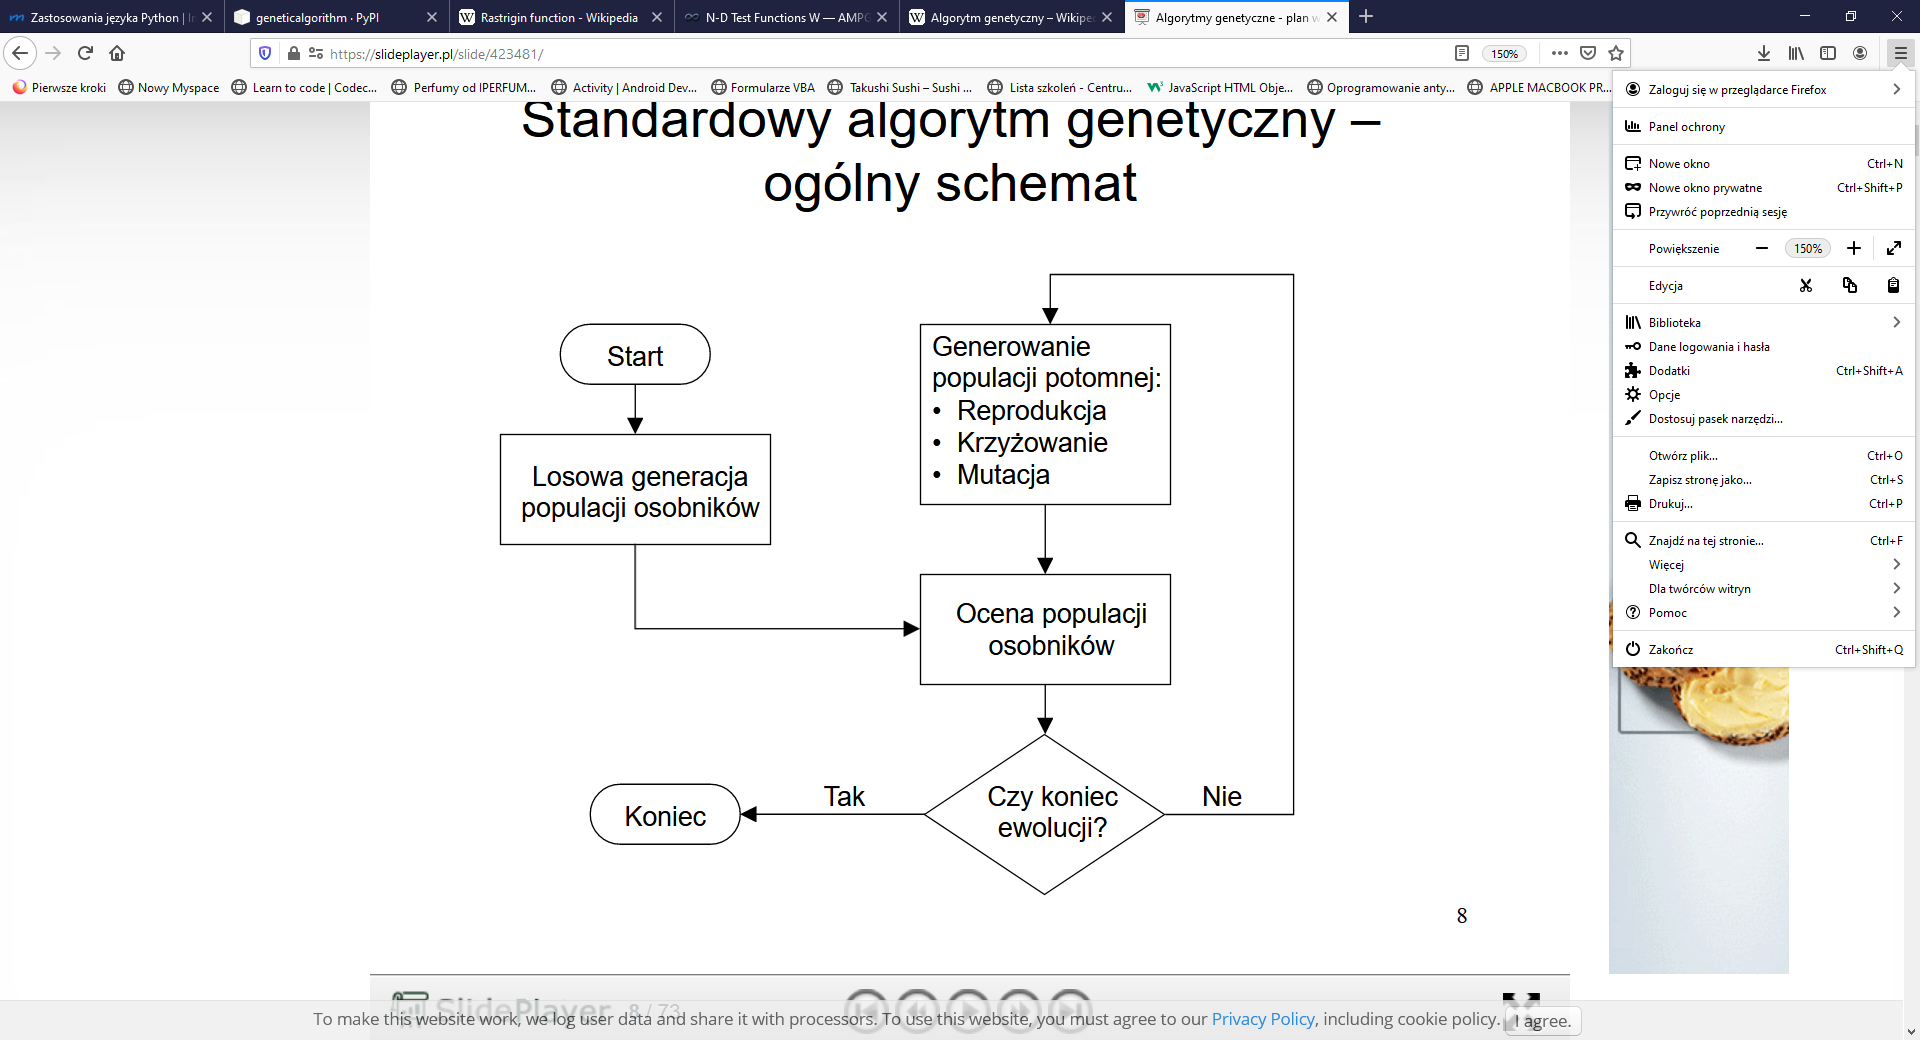 Zastosowania języka Python | In
geneticalgorithm · PyPI
Rastrigin function - Wikipedia
N-D Test Functions W — AMPG
Algorytm genetyczny – Wikipe
Algorytmy genetyczne - plan w
https://slideplayer.pl/slide/423481/
150%
Pierwsze kroki
Nowy Myspace
Learn to code | Codec...
Perfumy od IPERFUM...
Activity | Android Dev...
Formularze VBA
Takushi Sushi – Sushi ...
Lista szkoleń - Centru...
JavaScript HTML Obje...
Oprogramowanie anty...
APPLE MACBOOK PR...
Standardowy algorytm genetyczny –
ogólny schemat
Start
Losowa generacja
populacji osobników
Generowanie
populacji potomnej:
• Reprodukcja
• Krzyżowanie
• Mutacja
Ocena populacji
osobników
Czy koniec
ewolucji?
Tak
Nie
Koniec
8
SlidePlayer
8 / 73
To make this website work, we log user data and share it with processors. To use this website, you must agree to our Privacy Policy, including cookie policy.
I agree.
Zaloguj się w przeglądarce Firefox
Panel ochrony
Nowe okno Ctrl+N
Nowe okno prywatne Ctrl+Shift+P
Przywróć poprzednią sesję
Powiększenie 150%
Edycja
Biblioteka
Dane logowania i hasła
Dodatki Ctrl+Shift+A
Opcje
Dostosuj pasek narzędzi...
Otwórz plik... Ctrl+O
Zapisz stronę jako... Ctrl+S
Drukuj... Ctrl+P
Znajdź na tej stronie... Ctrl+F
Więcej
Dla twórców witryn
Pomoc
Zakończ Ctrl+Shift+Q